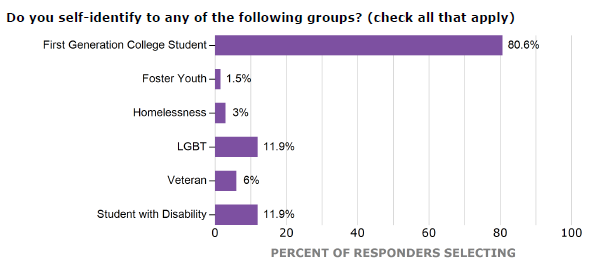 Do you self-identify to any of the following groups? (check all that apply)
First Generation College Student 80.6%
Foster Youth 1.5%
Homelessness 3%
LGBT 11.9%
Veteran 6%
Student with Disability 11.9%
0 20 40 60 80 100
PERCENT OF RESPONDERS SELECTING